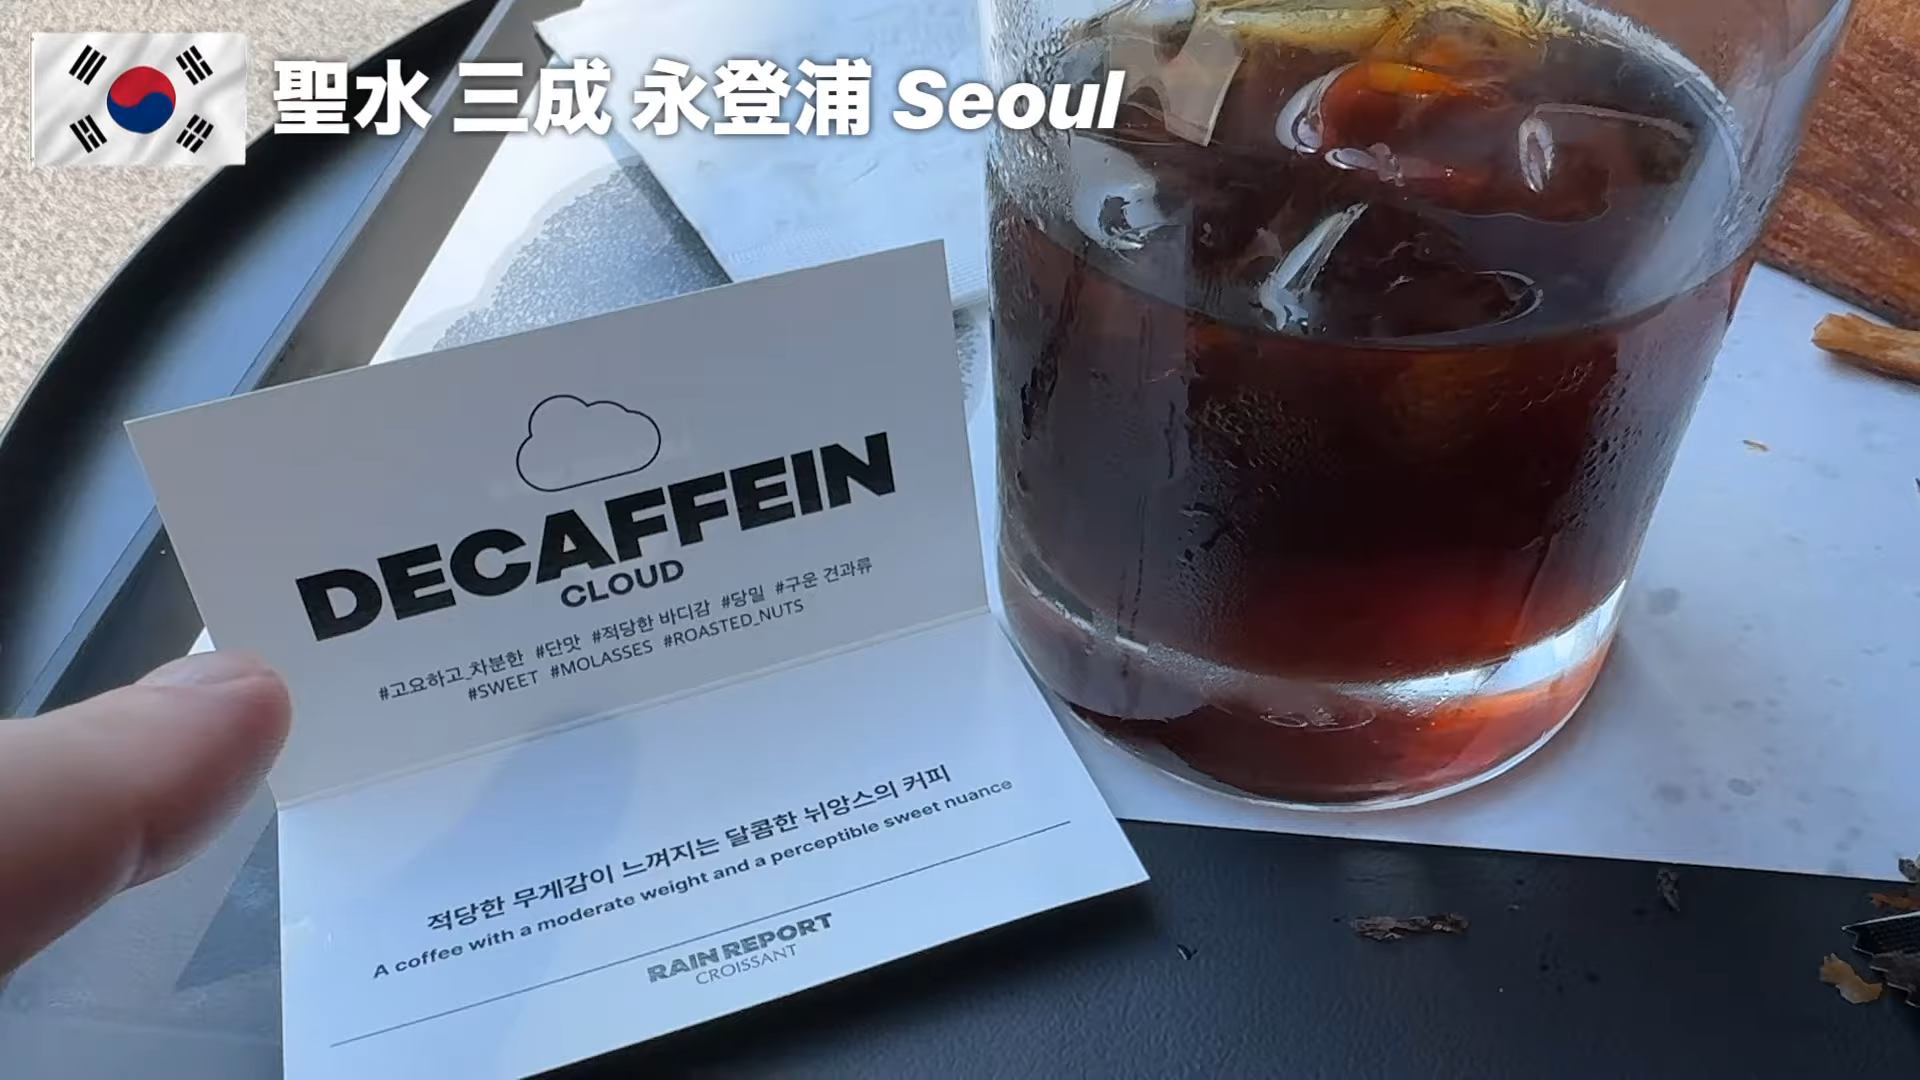 聖水 三成 永登浦 Seoul
DECAFFEIN
CLOUD
#고요하고_차분한 #단맛 #적당한 바디감 #당밀 #구운 견과류
#SWEET #MOLASSES #ROASTED_NUTS
적당한 무게감이 느껴지는 달콤한 뉘앙스의 커피
A coffee with a moderate weight and a perceptible sweet nuance
RAIN REPORT
CROISSANT